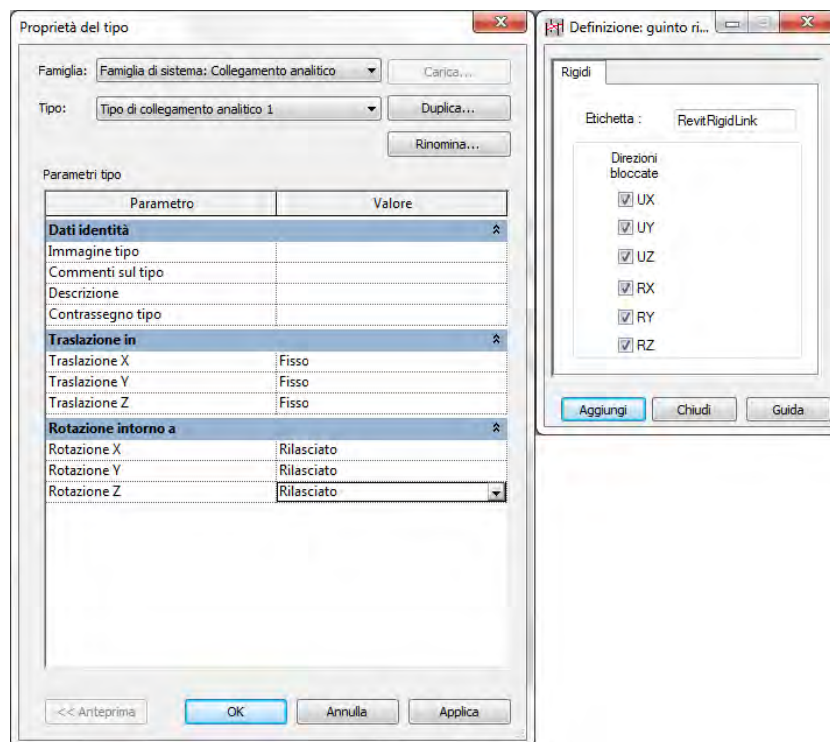 Proprietà del tipo
Famiglia: Famiglia di sistema: Collegamento analitico Carica...
Tipo: Tipo di collegamento analitico 1 Duplica...
Rinomina...
Parametri tipo
Parametro Valore
Dati identità
Immagine tipo
Commenti sul tipo
Descrizione
Contrassegno tipo
Traslazione in
Traslazione X Fisso
Traslazione Y Fisso
Traslazione Z Fisso
Rotazione intorno a
Rotazione X Rilasciato
Rotazione Y Rilasciato
Rotazione Z Rilasciato
<< Anteprima OK Annulla Applica
Definizione: guinto ri...
Rigidi
Etichetta : RevitRigidLink
Direzioni
bloccate
UX
UY
UZ
RX
RY
RZ
Aggiungi Chiudi Guida